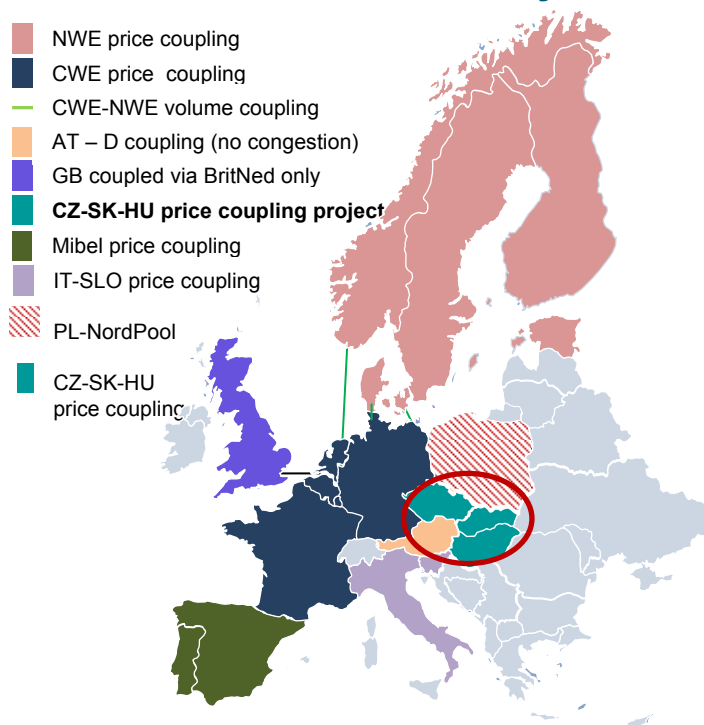 NWE price coupling
CWE price coupling
CWE-NWE volume coupling
AT – D coupling (no congestion)
GB coupled via BritNed only
CZ-SK-HU price coupling project
Mibel price coupling
IT-SLO price coupling
PL-NordPool
CZ-SK-HU
price coupling